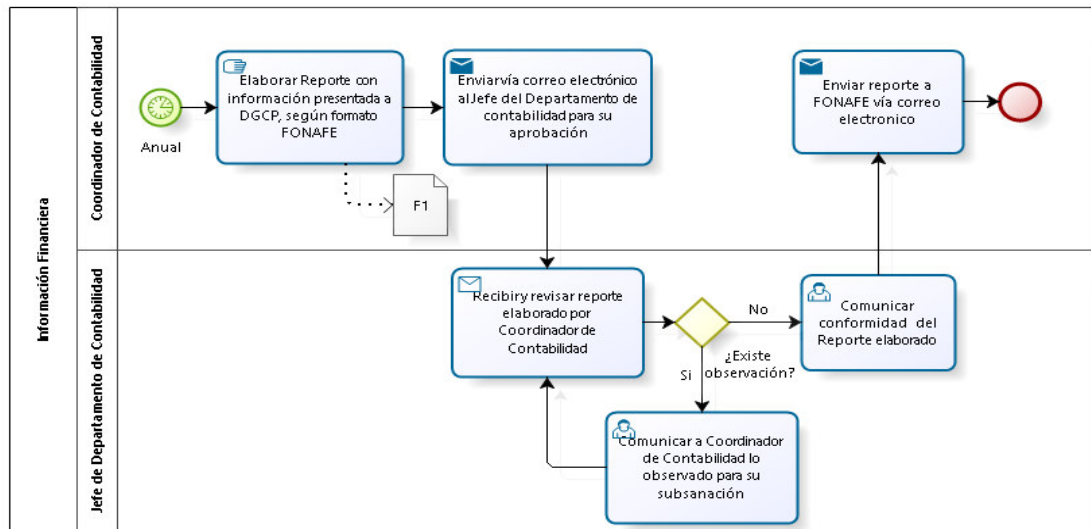 Información Financiera
Coordinador de Contabilidad
Anual
Elaborar Reporte con
información presentada a
DGCP, según formato
FONAFE
F1
Enviarvía correo electrónico
alJefe del Departamento de
contabilidad para su
aprobación
Enviar reporte a
FONAFE vía correo
electronico
Jefe de Departamento de Contabilidad
Recibiry revisar reporte
elaborado por
Coordinador de
Contabilidad
¿Existe
observación?
No
Si
Comunicar
conformidad del
Reporte elaborado
Comunicar a Coordinador
de Contabilidad lo
observado para su
subsanación